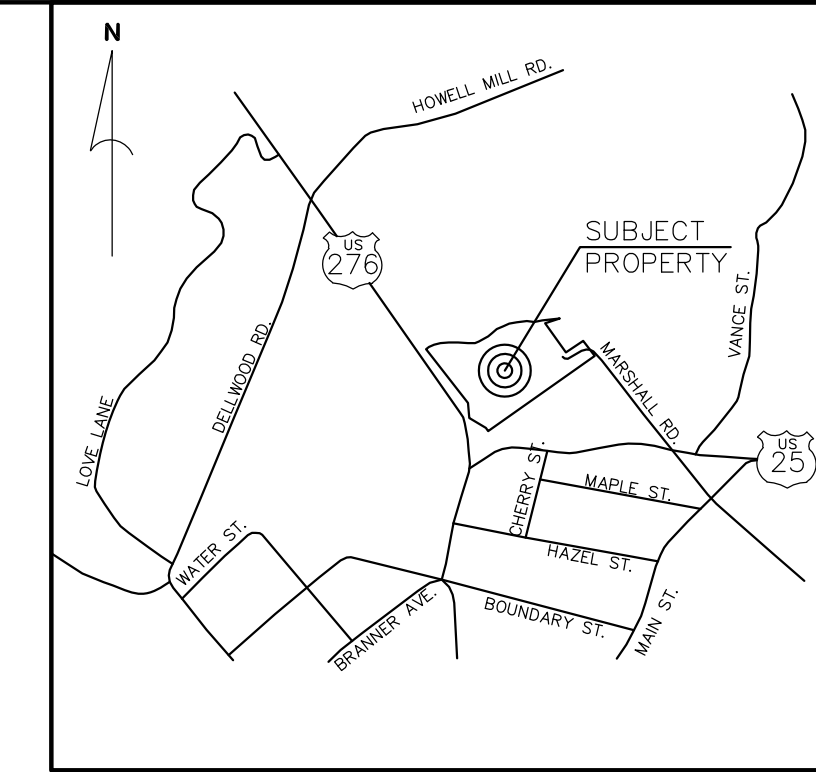 N
HOWELL MILL RD.
SUBJECT
PROPERTY
US
276
VANCE ST.
DELLWOOD RD.
MARSHALL RD.
LOVE LANE
CHERRY ST.
US
25
MAPLE ST.
WATER ST.
HAZEL ST.
BRANNER AVE.
BOUNDARY ST.
MAIN ST.